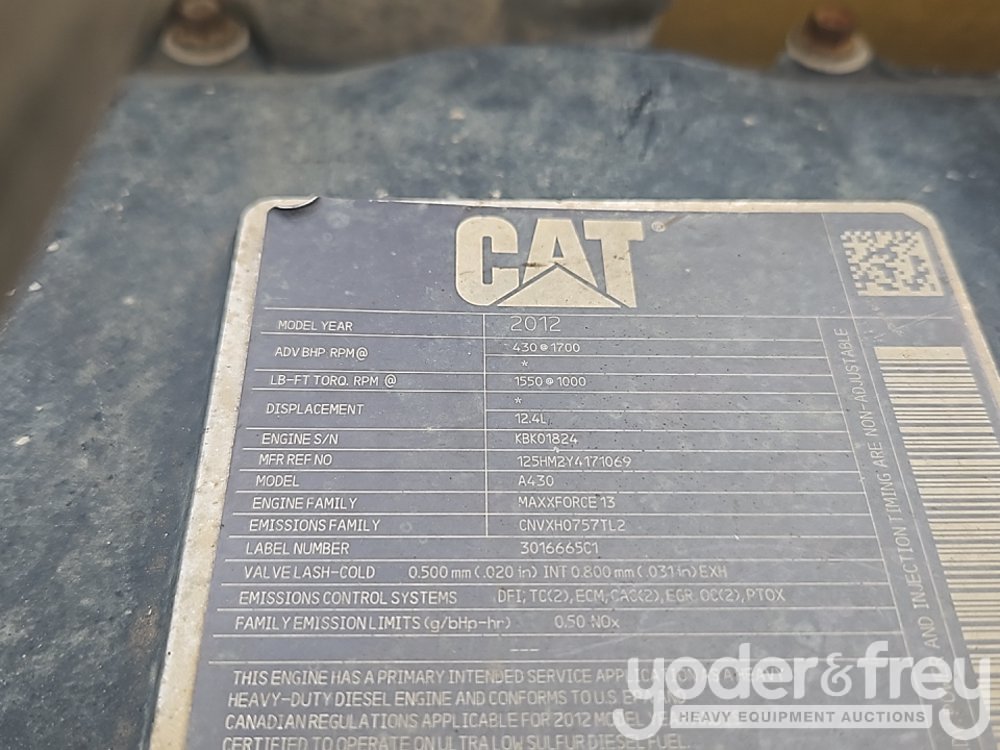 CAT®
MODEL YEAR 2012
ADV BHP RPM@ 430@1700
*
LB-FT TORQ. RPM @ 1550@1000
*
DISPLACEMENT 12.4L
ENGINE S/N KBK01824
MFR REF NO 125HM2Y4171069
MODEL A430
ENGINE FAMILY MAXXFORCE 13
EMISSIONS FAMILY CNVXH0757TL2
LABEL NUMBER 3016665C1
VALVE LASH-COLD 0.500 mm (.020 in) INT 0.800 mm (.031 in) EXH
EMISSIONS CONTROL SYSTEMS DFI, TC(2), ECM, CAC(2), EGR, OC(2), PTOX
FAMILY EMISSION LIMITS (g/bHp-hr) 0.50 NOx
---
THIS ENGINE HAS A PRIMARY INTENDED SERVICE APPLICATION AS A HEAVY
HEAVY-DUTY DIESEL ENGINE AND CONFORMS TO U.S. EPA AND
CANADIAN REGULATIONS APPLICABLE FOR 2012 MODEL
CERTIFIED TO OPERATE ON ULTRA LOW SULFUR DIESEL FUEL.
AND INJECTION TIMING ARE NON-ADJUSTABLE
yoder&frey
HEAVY EQUIPMENT AUCTIONS